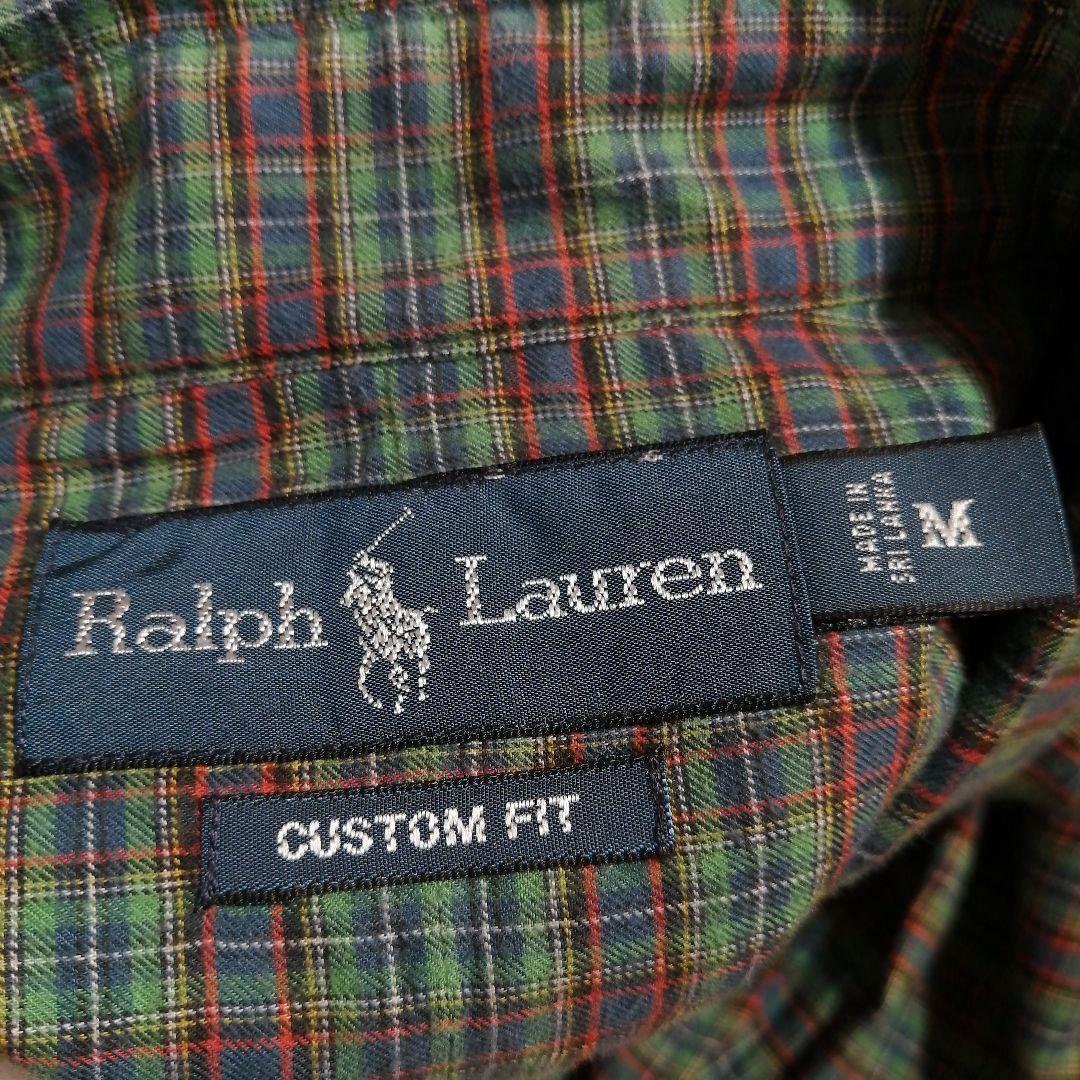 Ralph Lauren
MADE IN
SRI LANKA
M
CUSTOM FIT